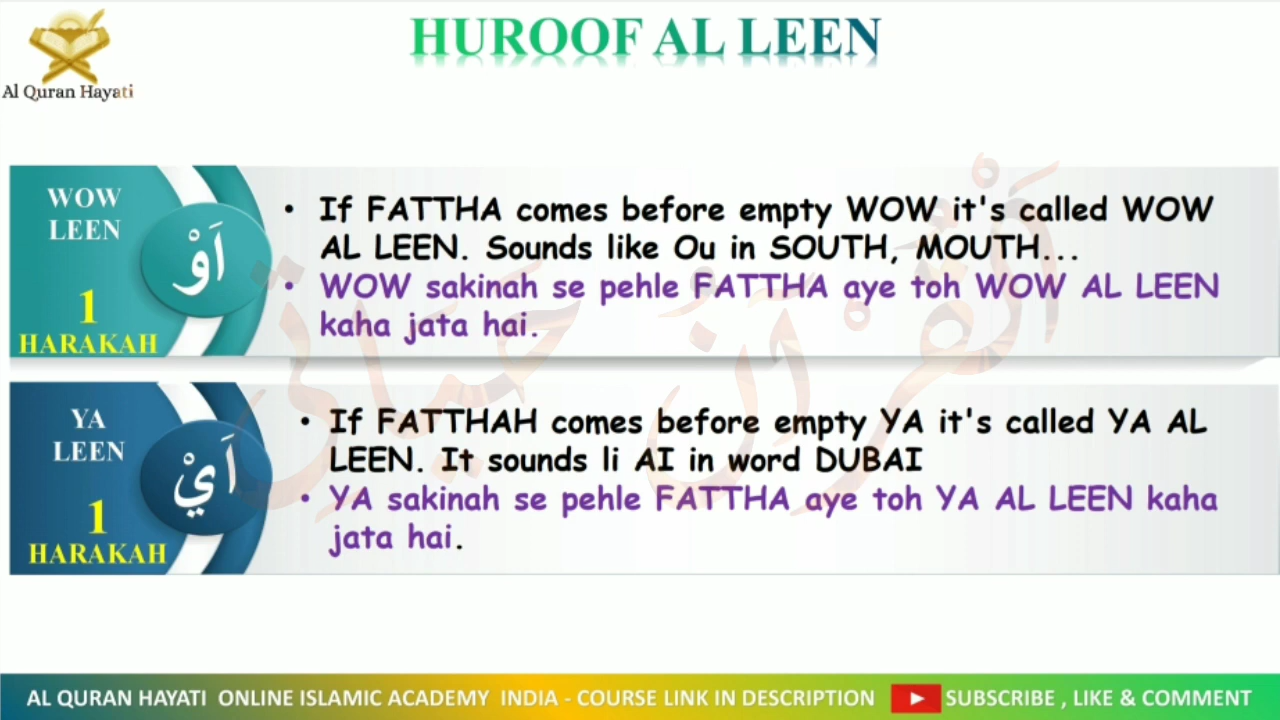 HUROOF AL LEEN
Al Quran Hayati
WOW
LEEN
اَوْ
1
HARAKAH
• If FATTHA comes before empty WOW it's called WOW
AL LEEN. Sounds like Ou in SOUTH, MOUTH...
• WOW sakinah se pehle FATTHA aye toh WOW AL LEEN
kaha jata hai.
YA
LEEN
اَيْ
1
HARAKAH
• If FATTHAH comes before empty YA it's called YA AL
LEEN. It sounds li AI in word DUBAI
• YA sakinah se pehle FATTHA aye toh YA AL LEEN kaha
jata hai.
اَلْقُرْآنُ حَيَاتِيْ
AL QURAN HAYATI ONLINE ISLAMIC ACADEMY INDIA - COURSE LINK IN DESCRIPTION SUBSCRIBE , LIKE & COMMENT